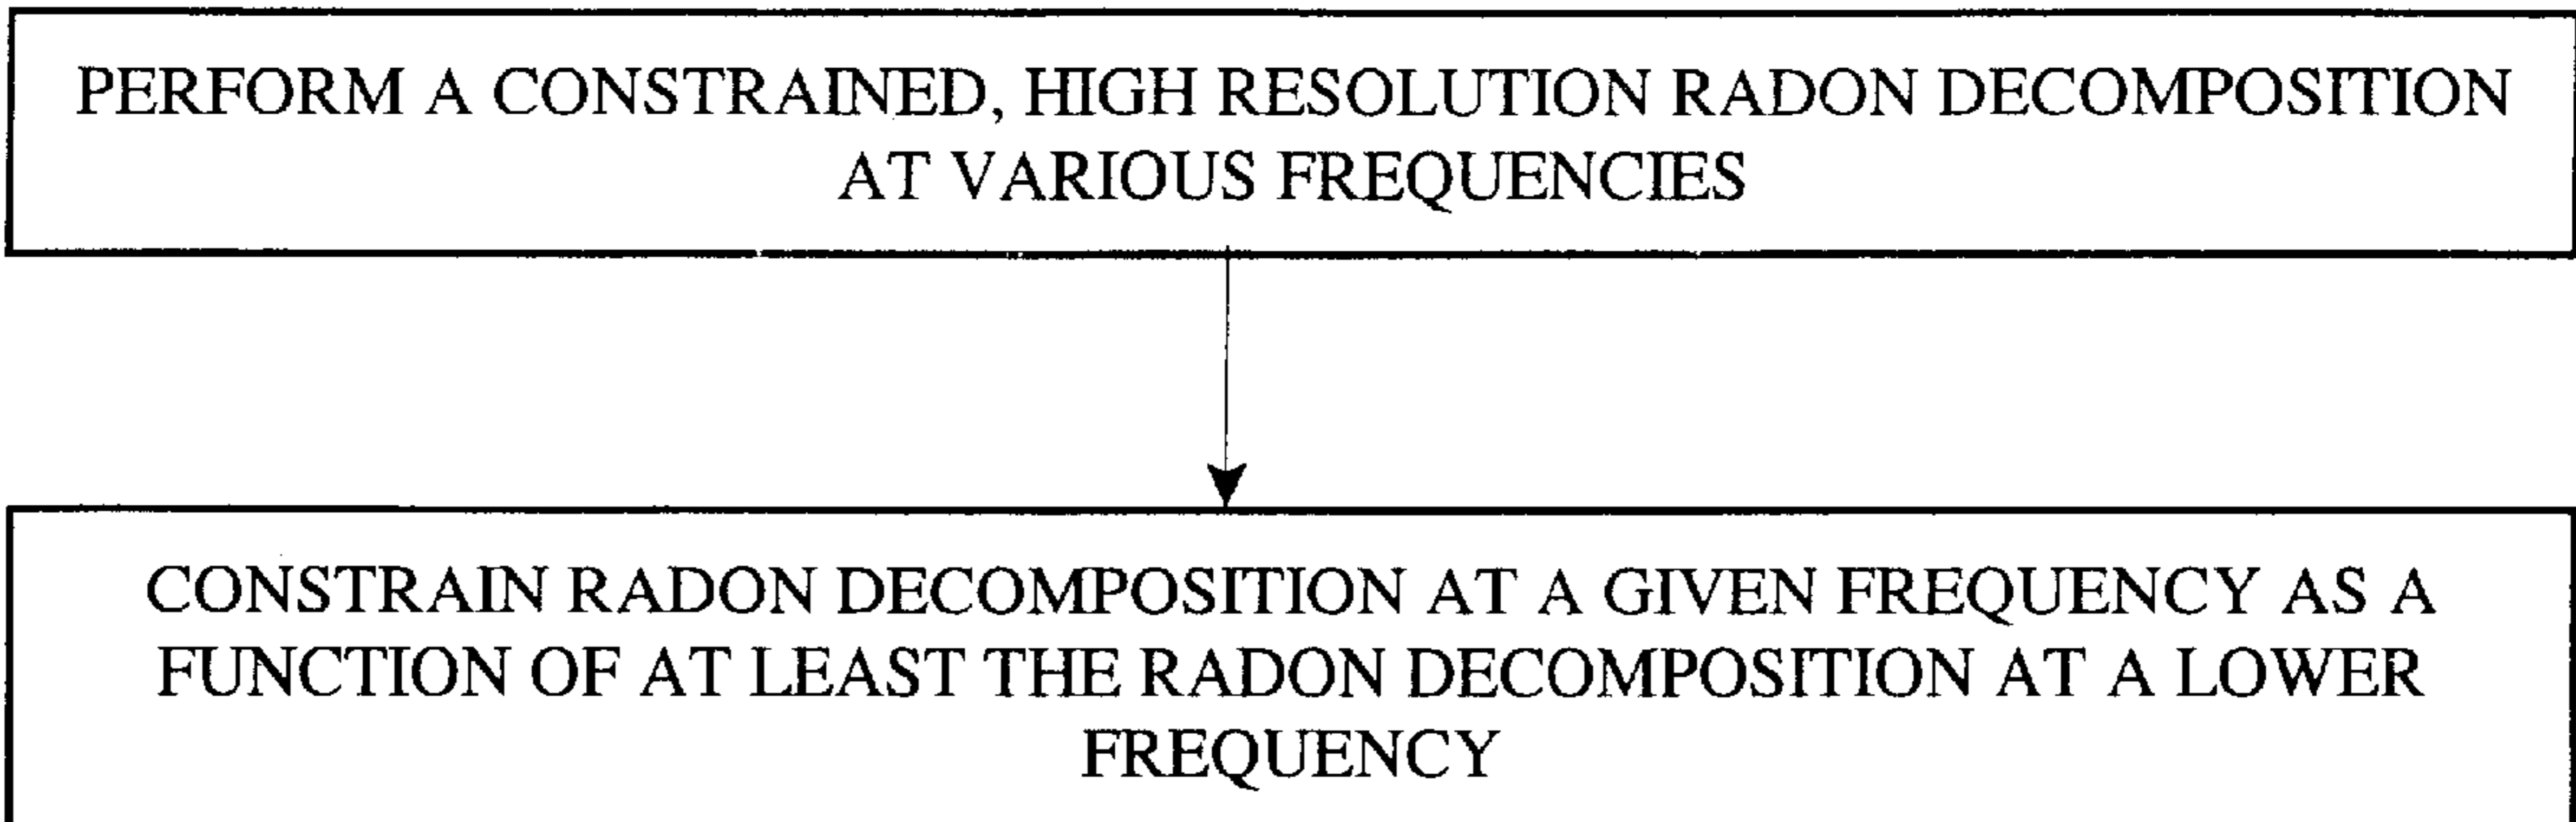 PERFORM A CONSTRAINED, HIGH RESOLUTION RADON DECOMPOSITION
AT VARIOUS FREQUENCIES
CONSTRAIN RADON DECOMPOSITION AT A GIVEN FREQUENCY AS A
FUNCTION OF AT LEAST THE RADON DECOMPOSITION AT A LOWER
FREQUENCY